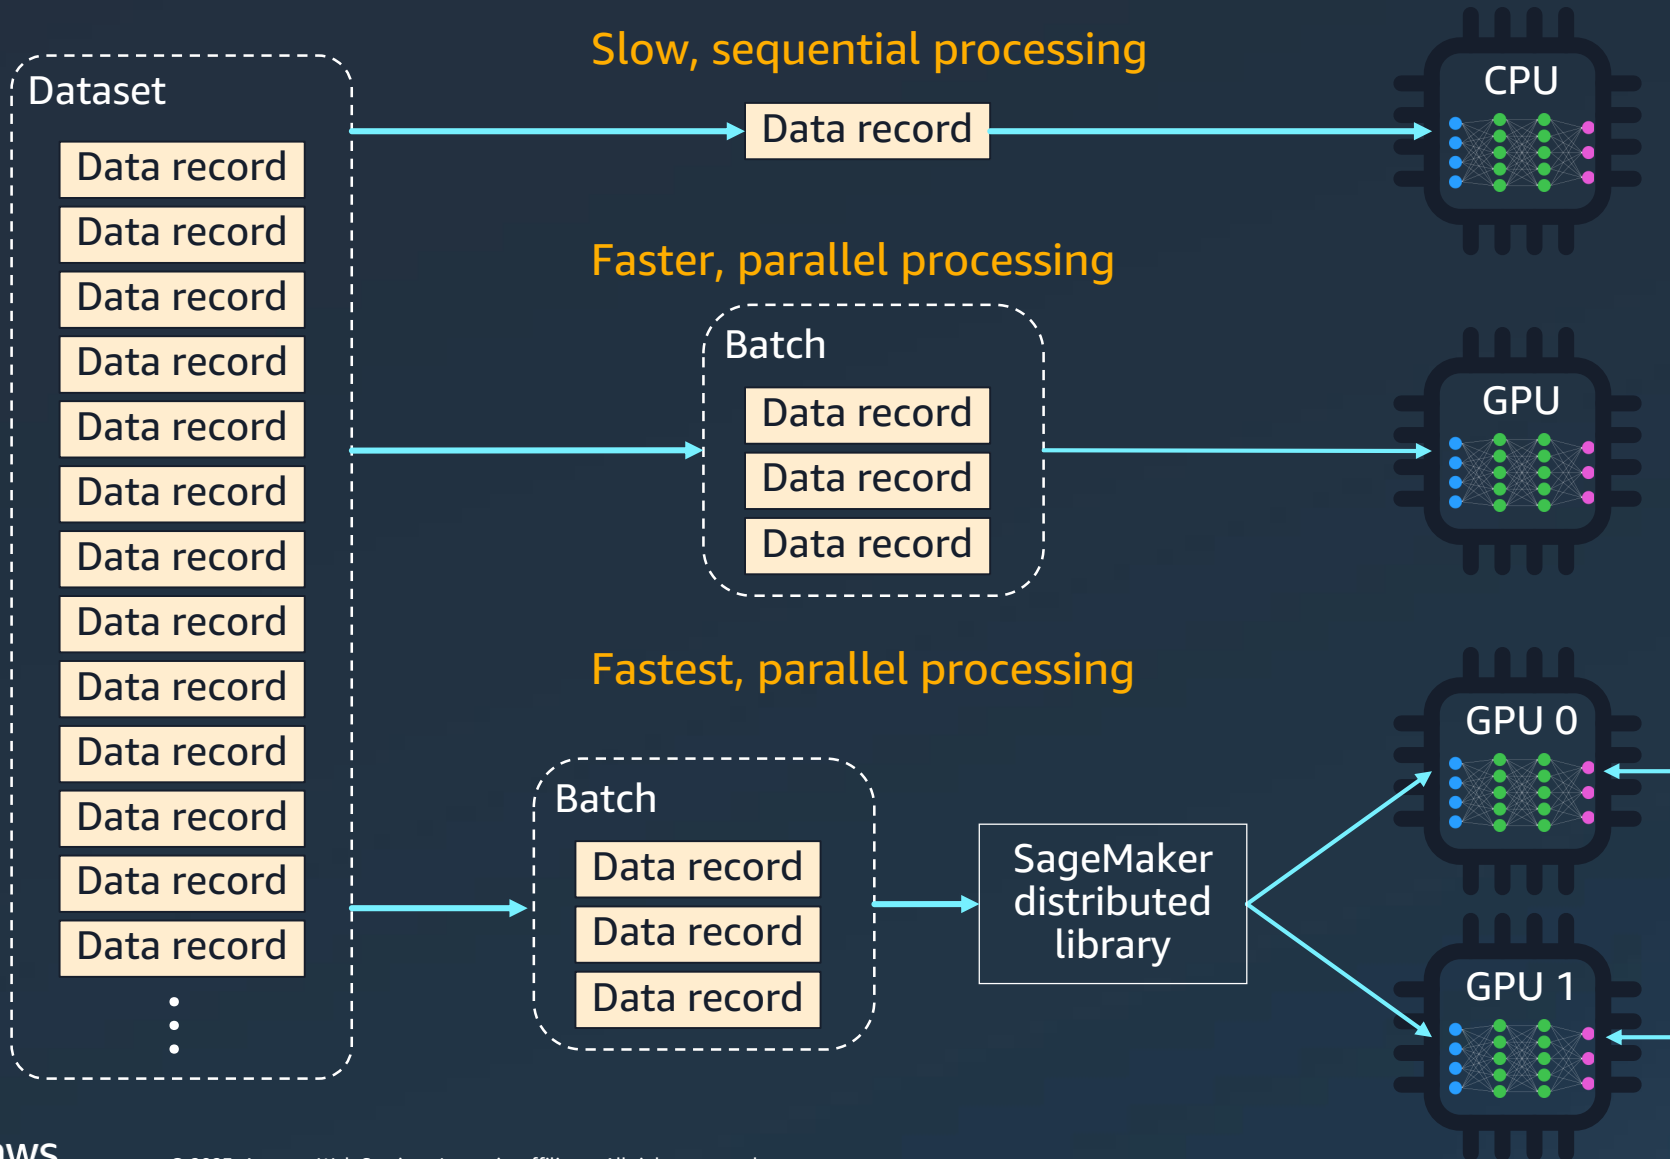 Slow, sequential processing
Dataset
Data record
Data record
Data record
Data record
Data record
Data record
Data record
Data record
Data record
Data record
Data record
Data record
Data record
Data record
CPU
Faster, parallel processing
Batch
Data record
Data record
Data record
GPU
Fastest, parallel processing
Batch
Data record
Data record
Data record
SageMaker
distributed
library
GPU 0
GPU 1